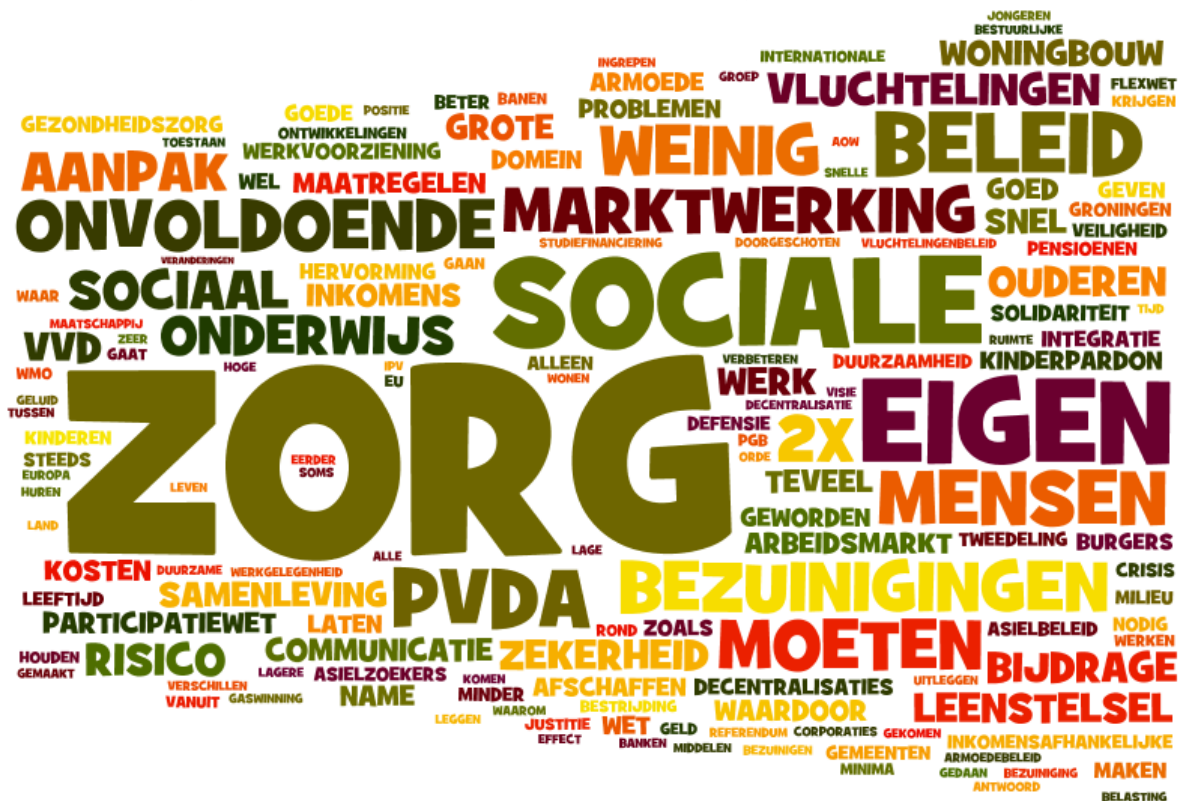 JONGEREN
BESTUURLIJKE
WONINGBOUW
INTERNATIONALE
INGREPEN
ARMOEDE
GROEP
VLUCHTELINGEN
FLEXWET
KRIJGEN
BETER
BANEN
GOEDE
POSITIE
PROBLEMEN
GEZONDHEIDSZORG
ONTWIKKELINGEN
GROTE
WEINIG
AOW
BELEID
TOESTAAN
WERKVOORZIENING
DOMEIN
SNELLE
AANPAK
WEL
MAATREGELEN
MARKTWERKING
GOED
GEVEN
ONVOLDOENDE
SNEL
GRONINGEN
VEILIGHEID
STUDIEFINANCIERING
DOORGESCHOTEN
VLUCHTELINGENBELEID
PENSIOENEN
VERANDERINGEN
HERVORMING
GAAN
SOCIALE
OUDEREN
WAAR
SOCIAAL
INKOMENS
SOLIDARITEIT
TIJD
MAATSCHAPPIJ
ONDERWIJS
VVD
ZEER
GAAT
RUIMTE
INTEGRATIE
HOGE
IPV
EU
ALLEEN
WONEN
VERBETEREN
DUURZAAMHEID
KINDERPARDON
WMO
ZORG
WERK
VISIE
EIGEN
GELUID
TUSSEN
DECENTRALISATIE
DEFENSIE
2X
KINDEREN
PGB
ORDE
STEEDS
EERDER
SOMS
EUROPA
HUREN
LEVEN
TEVEEL
MENSEN
LAND
GEWORDEN
ARBEIDSMARKT
TWEEDELING
BURGERS
ALLE
LAGE
KOSTEN
DUURZAME
WERKGELEGENHEID
PVDA
BEZUINIGINGEN
CRISIS
LEEFTIJD
SAMENLEVING
MILIEU
PARTICIPATIEWET
LATEN
ROND
ZOALS
MOETEN
ASIELBELEID
NODIG
WERKEN
HOUDEN
RISICO
COMMUNICATIE
ZEKERHEID
BIJDRAGE
GEMAAKT
LAGERE
ASIELZOEKERS
KOMEN
UITLEGGEN
VERSCHILLEN
VANUIT
GASWINNING
NAME
MINDER
AFSCHAFFEN
DECENTRALISATIES
LEENSTELSEL
WAAROM
BESTRIJDING
WAARDOOR
LEGGEN
JUSTITIE
WET
GELD
REFERENDUM
CORPORATIES
GEKOMEN
EFFECT
BANKEN
MIDDELEN
BEZUINIGEN
GEMEENTEN
INKOMENSAFHANKELIJKE
ARMOEDEBELEID
MINIMA
GEDAAN
BEZUINIGING
MAKEN
ANTWOORD
BELASTING